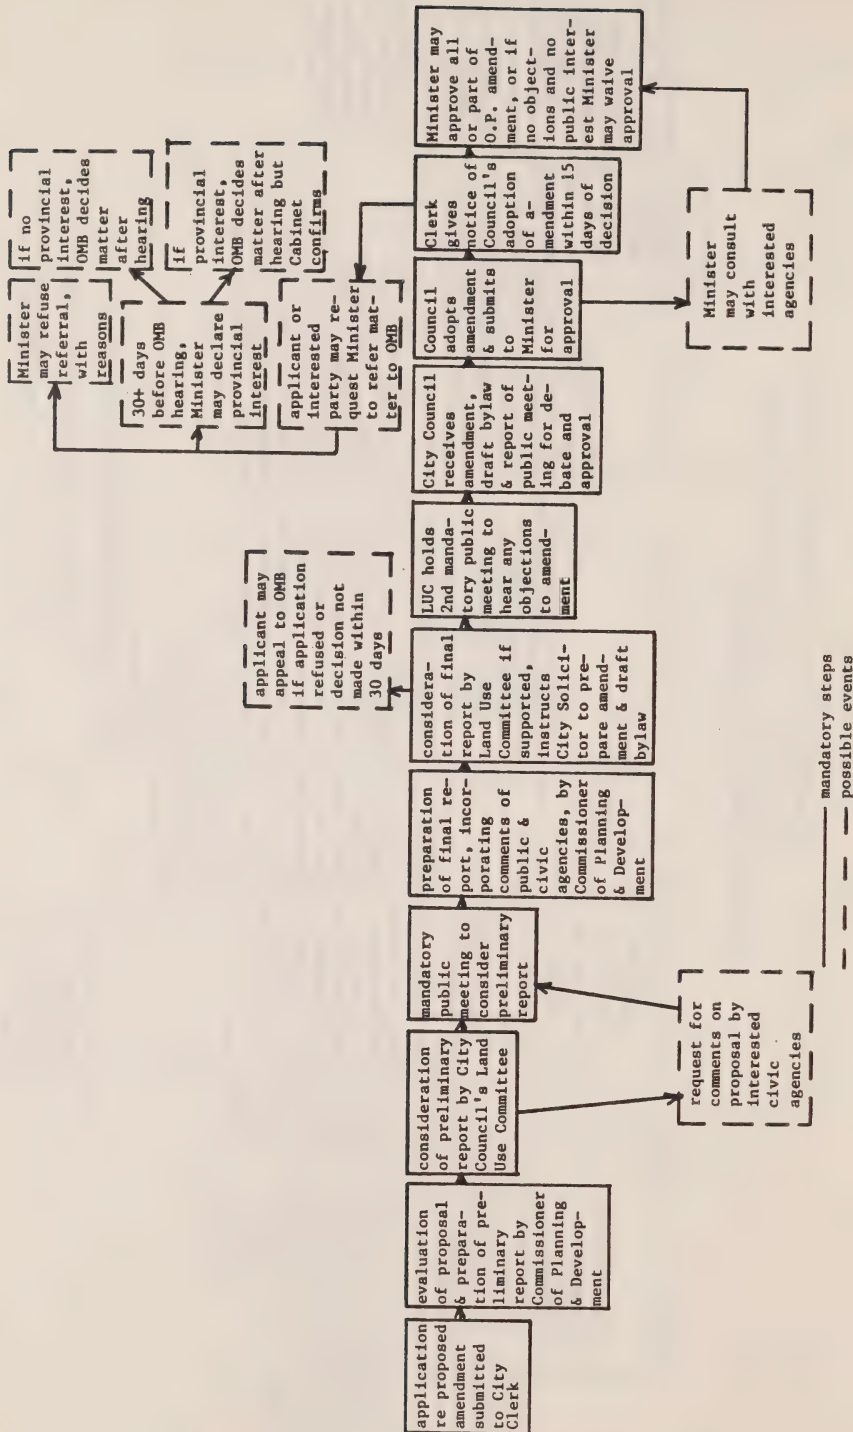 application
re proposed
amendment
submitted
to City
Clerk
evaluation
of proposal
& prepara-
tion of pre-
liminary
report by
Commissioner
of Planning
& Develop-
ment
consideration
of preliminary
report by City
Council's Land
Use Committee
request for
comments on
proposal by
interested
civic
agencies
mandatory
public
meeting to
consider
preliminary
report
preparation
of final re-
port, incor-
porating
comments of
public &
civic
agencies, by
Commissioner
of Planning
& Develop-
ment
considera-
tion of final
report by
Land Use
Committee if
supported,
instructs
City Solici-
tor to pre-
pare amend-
ment & draft
bylaw
applicant may
appeal to OMB
if application
refused or
decision not
made within
30 days
LUC holds
2nd manda-
tory public
meeting to
hear any
objections
to amend-
ment
City Council
receives
amendment,
draft bylaw
& report of
public meet-
ing for de-
bate and
approval
Council
adopts
amendment
& submits
to
Minister
for
approval
Minister
may consult
with
interested
agencies
Clerk
gives
notice of
Council's
adoption
of a-
mendment
within 15
days of
decision
applicant or
interested
party may re-
quest Minister
to refer mat-
ter to OMB
Minister
may refuse
referral,
with
reasons
30+ days
before OMB
hearing,
Minister
may declare
provincial
interest
if no
provincial
interest,
OMB decides
matter
after
hearing
if
provincial
interest,
OMB decides
matter after
hearing but
Cabinet
confirms
Minister may
approve all
or part of
O.P. amend-
ment, or if
no object-
ions and no
public inter-
est Minister
may waive
approval
mandatory steps
possible events